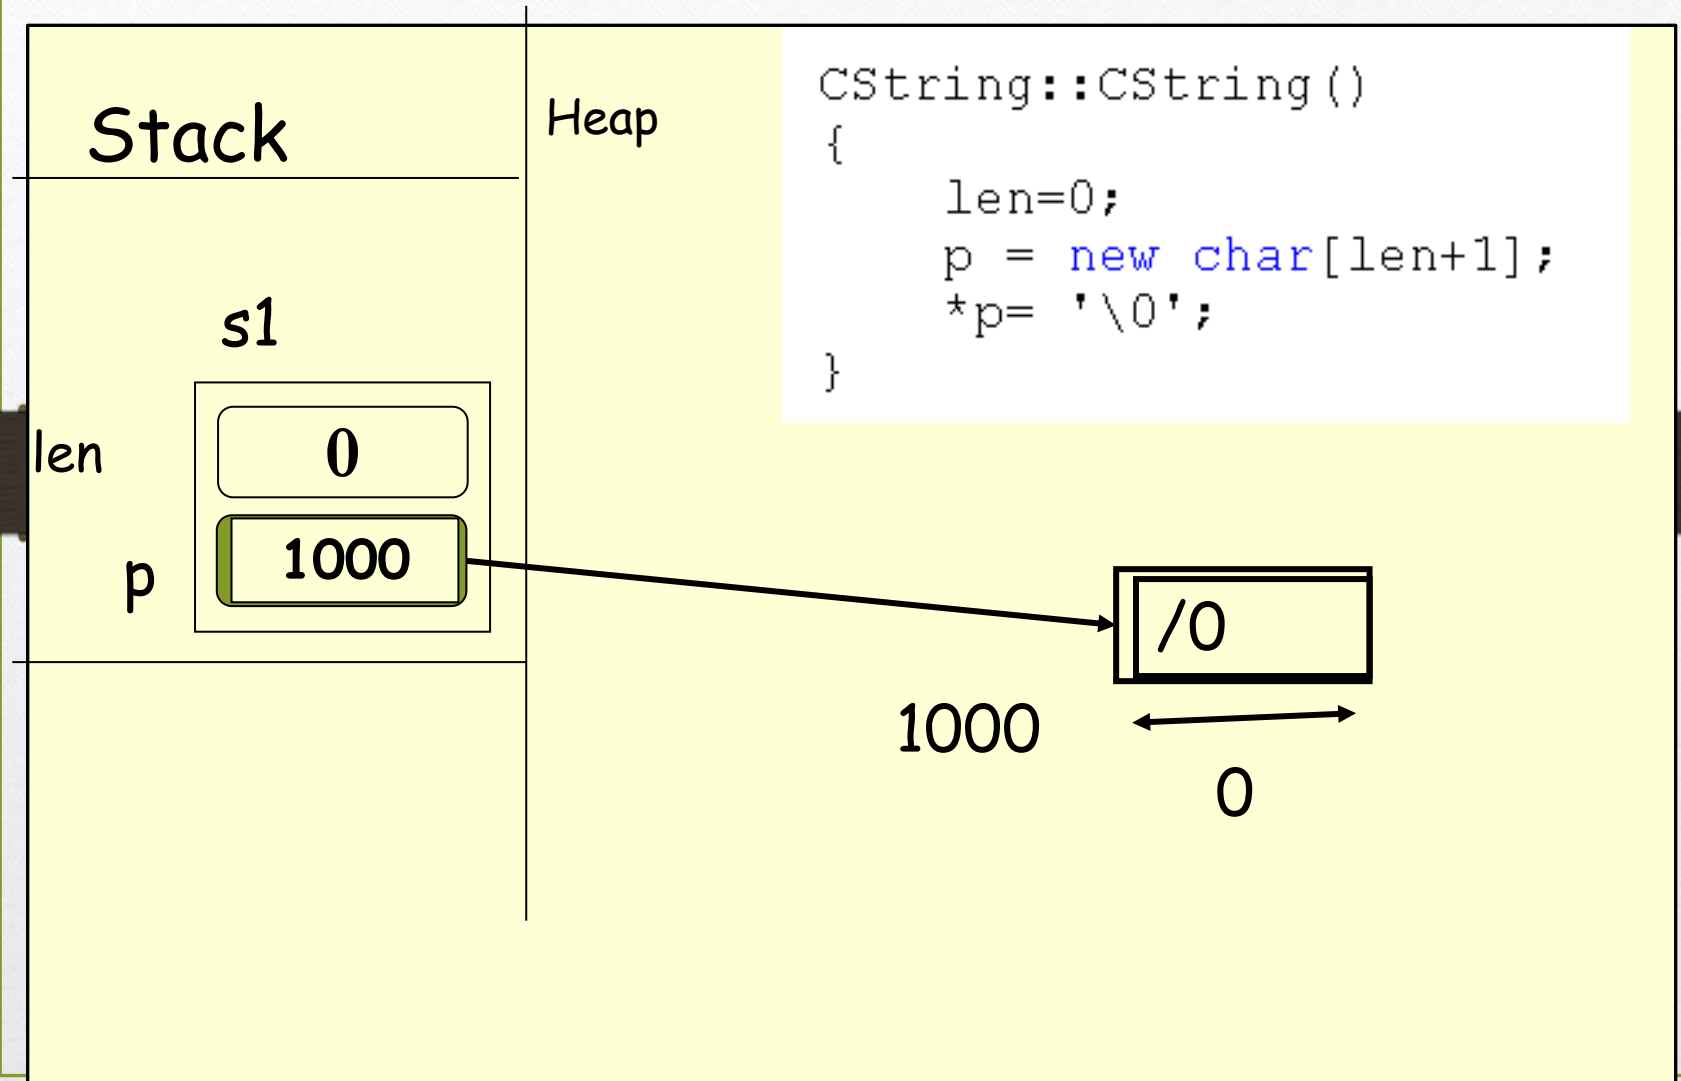 Stack
Heap
CString::CString()
{
len=0;
p = new char[len+1];
*p= '\0';
}
s1
len
0
p
1000
/0
1000
0